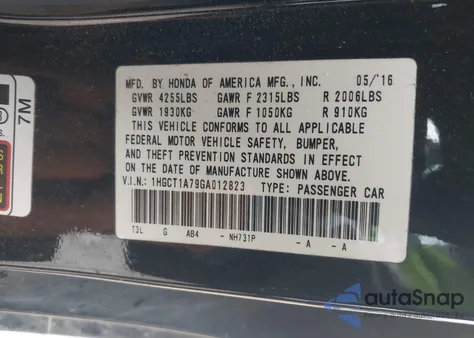 MFD. BY HONDA OF AMERICA MFG., INC. 05/'16
GVWR 4255LBS GAWR F 2315LBS R 2006LBS
GVWR 1930KG GAWR F 1050KG R 910KG
THIS VEHICLE CONFORMS TO ALL APPLICABLE
FEDERAL MOTOR VEHICLE SAFETY, BUMPER,
AND THEFT PREVENTION STANDARDS IN EFFECT
ON THE DATE OF MANUFACTURE SHOWN ABOVE.
V.I.N.: 1HGCT1A79GA012823 TYPE: PASSENGER CAR
T3L G AB4 - NH731P - A - A
7M
autoSnap